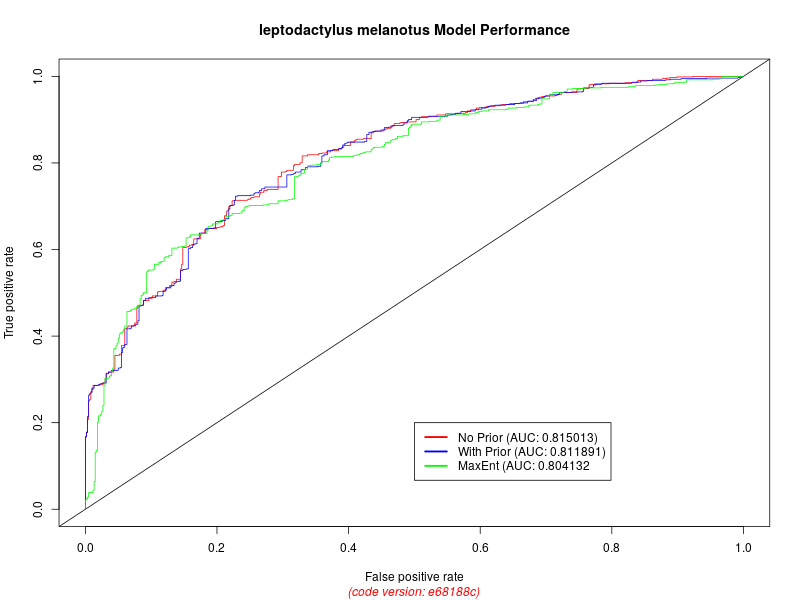 leptodactylus melanotus Model Performance
True positive rate
1.0
0.8
0.6
0.4
0.2
0.0
No Prior (AUC: 0.815013)
With Prior (AUC: 0.811891)
MaxEnt (AUC: 0.804132
0.0 0.2 0.4 0.6 0.8 1.0
False positive rate
(code version: e68188c)